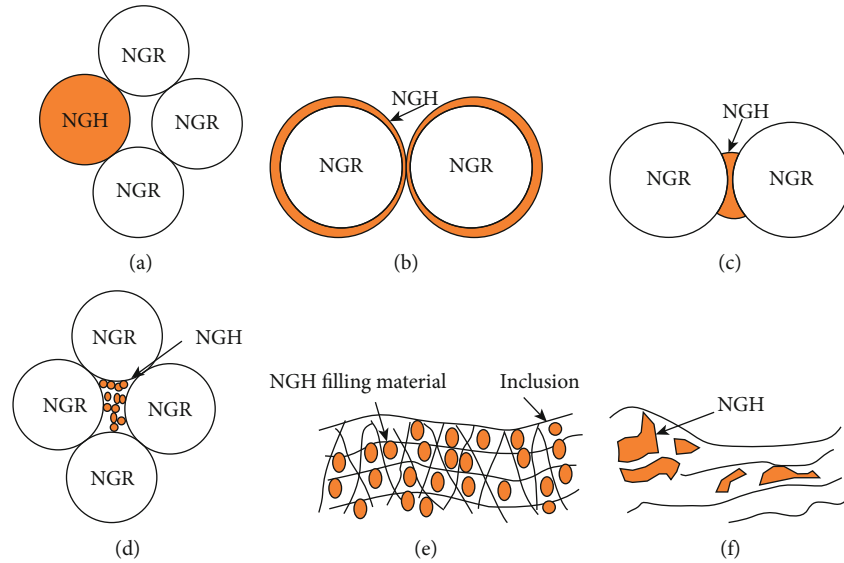 NGR
NGH
NGR
NGR
(a)
NGH
NGR
NGR
(b)
NGH
NGR
NGR
(c)
NGR
NGH
NGR
NGR
NGR
(d)
NGH filling material
Inclusion
(e)
NGH
(f)